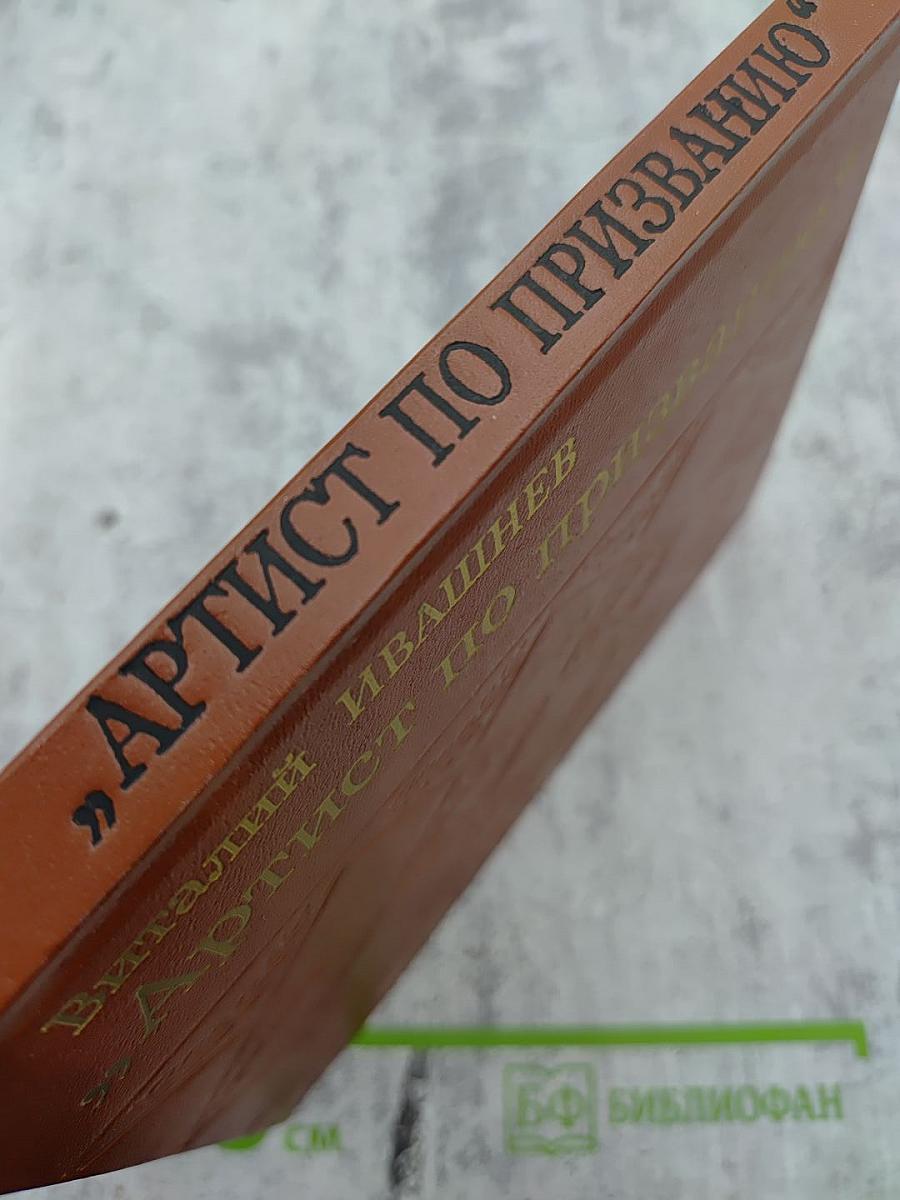 „АРТИСТ ПО ПРИЗВАНИЮ“
Виталий ИВАШНЕВ
„Артист по призванию
см
БФ БИБЛИОФАН